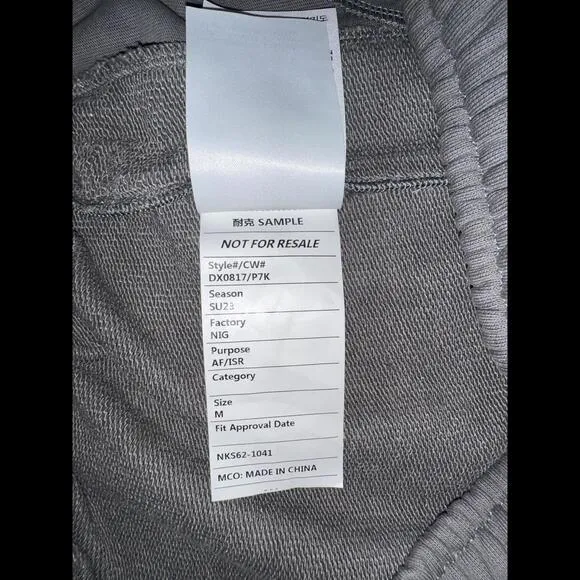 耐克 SAMPLE
NOT FOR RESALE
Style#/CW#
DX0817/P7K
Season
SU23
Factory
NIG
Purpose
AF/ISR
Category
Size
M
Fit Approval Date
NKS62-1041
MCO: MADE IN CHINA